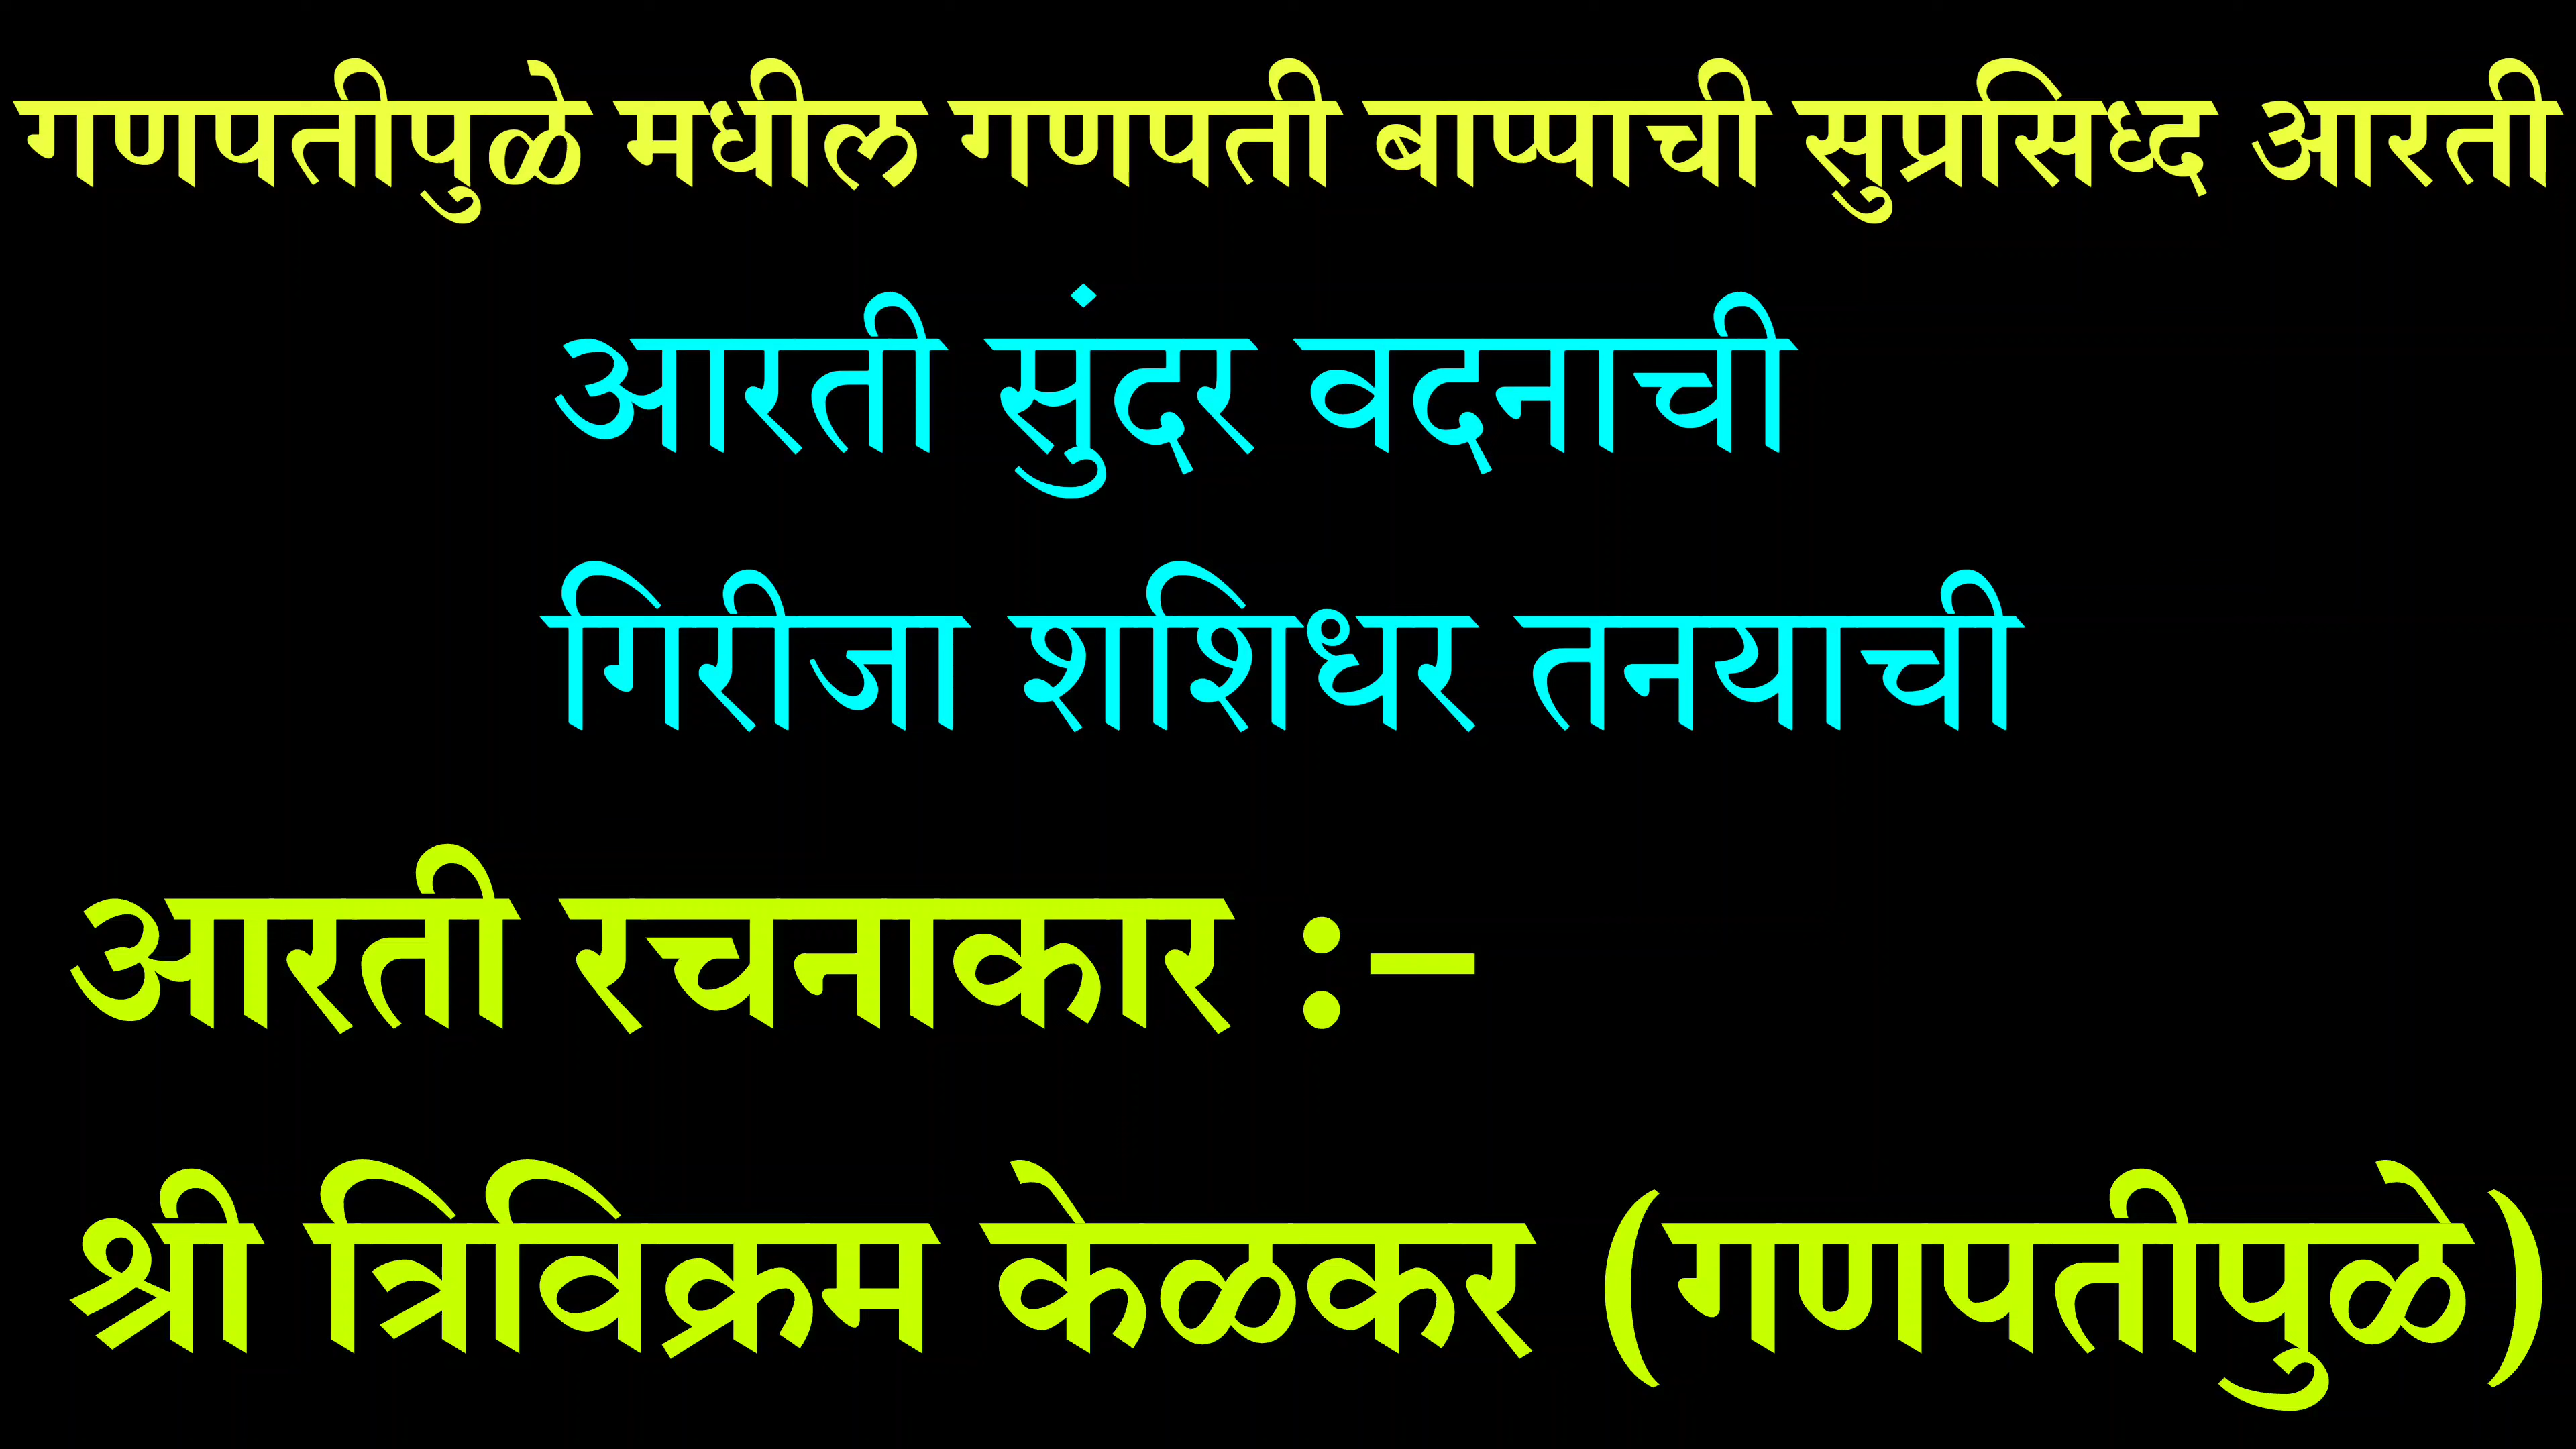 गणपतीपुळे मधील गणपती बाप्पाची सुप्रसिध्द आरती
आरती सुंदर वदनाची
गिरीजा शशिधर तनयाची
आरती रचनाकार :–
श्री त्रिविक्रम केळकर (गणपतीपुळे)